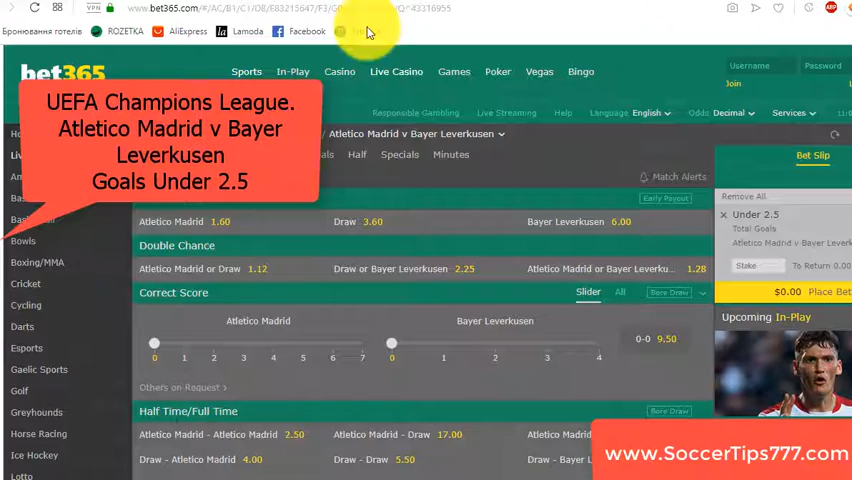 www.bet365.com/#/AC/B1/C1/D8/E83215647/F3/
Q^43316955
Бронювання готелів
ROZETKA
AliExpress
Lamoda
Facebook
bet365
Sports
In-Play
Casino
Live Casino
Games
Poker
Vegas
Bingo
Username
Password
Join
Responsible Gambling
Live Streaming
Help
Language English
Odds Decimal
Services
UEFA Champions League.
Atletico Madrid v Bayer
Leverkusen
Goals Under 2.5
/ Atletico Madrid v Bayer Leverkusen
Half
Specials
Minutes
Match Alerts
Bet Slip
Early Payout
Remove All
Atletico Madrid 1.60
Draw 3.60
Bayer Leverkusen 6.00
Under 2.5
Total Goals
Atletico Madrid v Bayer Leverk
Double Chance
Atletico Madrid or Draw 1.12
Draw or Bayer Leverkusen 2.25
Atletico Madrid or Bayer Leverku... 1.28
Stake
To Return 0.00
Correct Score
Slider
All
Bore Draw
$0.00 Place Bet
Atletico Madrid
Bayer Leverkusen
0 1 2 3 4 5 6 7
0 1 2 3 4
0-0 9.50
Others on Request >
Upcoming In-Play
Half Time/Full Time
Bore Draw
Atletico Madrid - Atletico Madrid 2.50
Atletico Madrid - Draw 17.00
Atletico Mad
Draw - Atletico Madrid 4.00
Draw - Draw 5.50
Draw - Bayer L
Bowls
Boxing/MMA
Cricket
Cycling
Darts
Esports
Gaelic Sports
Golf
Greyhounds
Horse Racing
Ice Hockey
Lotto
www.SoccerTips777.com